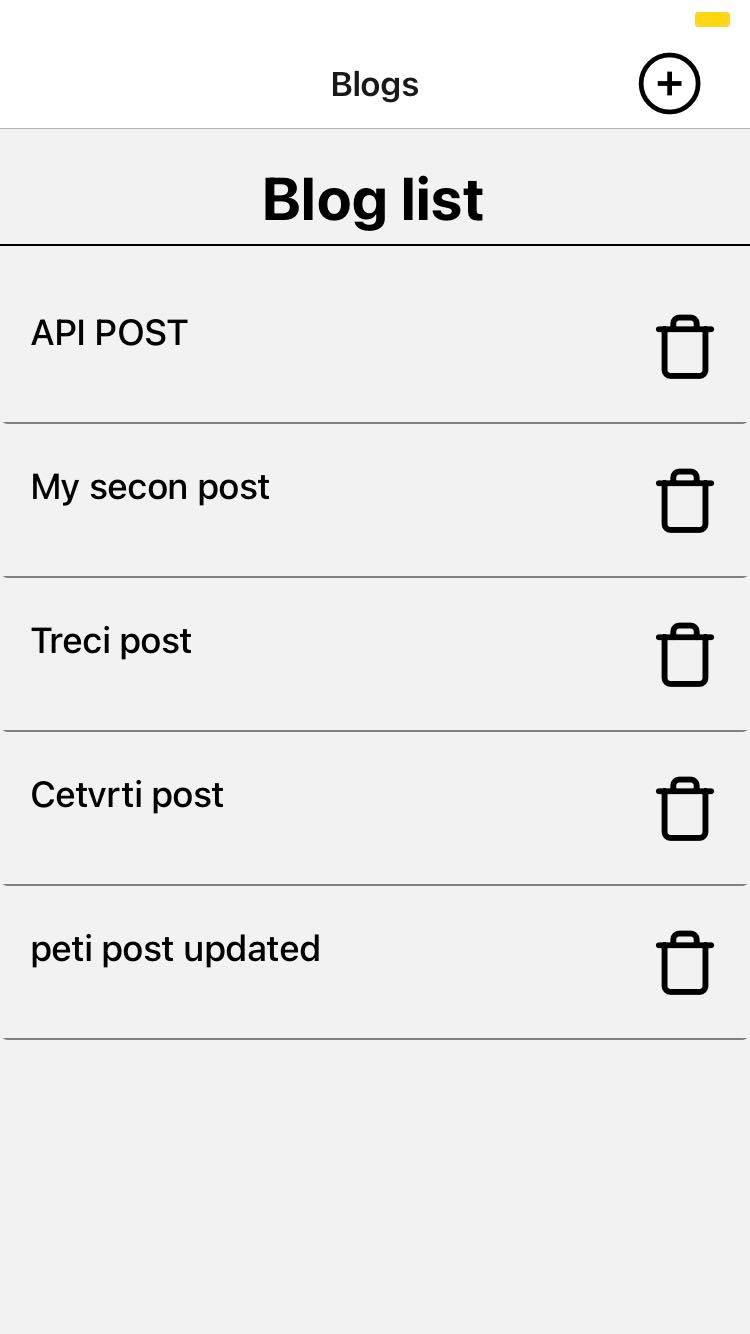 Blogs
Blog list
API POST
My secon post
Treci post
Cetvrti post
peti post updated